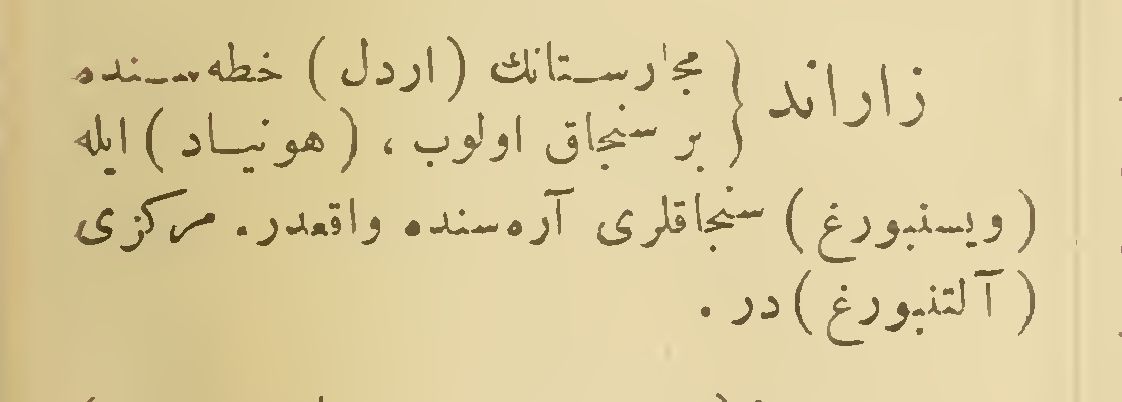 زاراند { مجارستانك ( اردل ) خطه‌سنده
بر سنجاق اولوب ، ( هونیاد ) ایله
( ویسنبورغ ) سنجاقلری آره‌سنده واقعدر . مرکزی
( آلتنبورغ ) در .